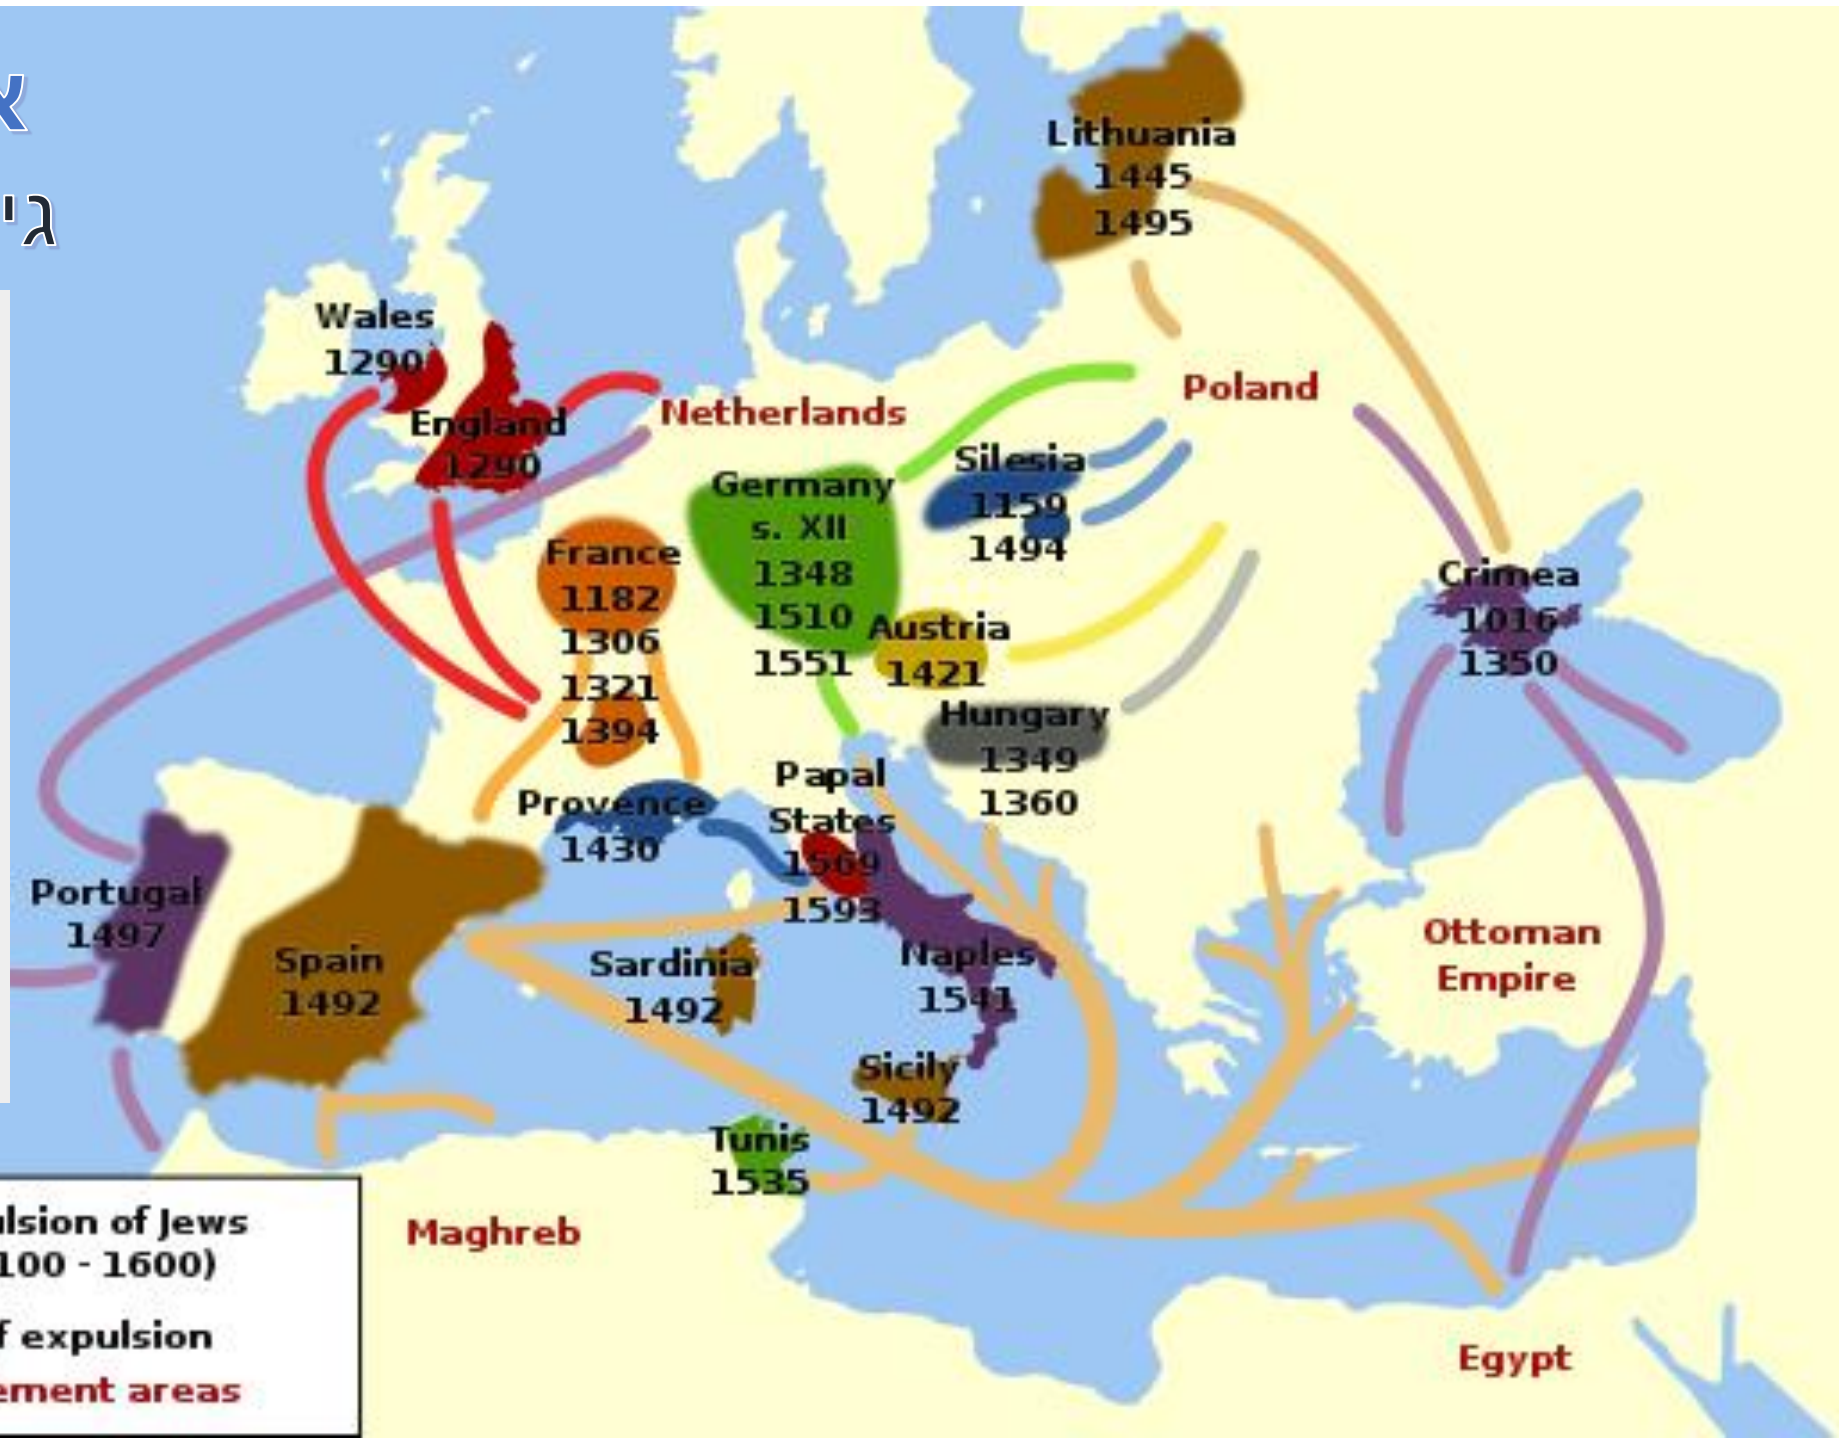 Lithuania
1445
1495
Wales
1290
England
1290
Netherlands
Poland
Silesia
1159
1494
Germany
s. XII
1348
1510
1551
France
1182
1306
1321
1394
Austria
1421
Hungary
1349
1360
Crimea
1016
1350
Papal
States
1569
1593
Provence
1430
Portugal
1497
Spain
1492
Sardinia
1492
Naples
1541
Sicily
1492
Tunis
1535
Ottoman
Empire
Maghreb
Egypt
lsion of Jews
100 - 1600)
f expulsion
ement areas